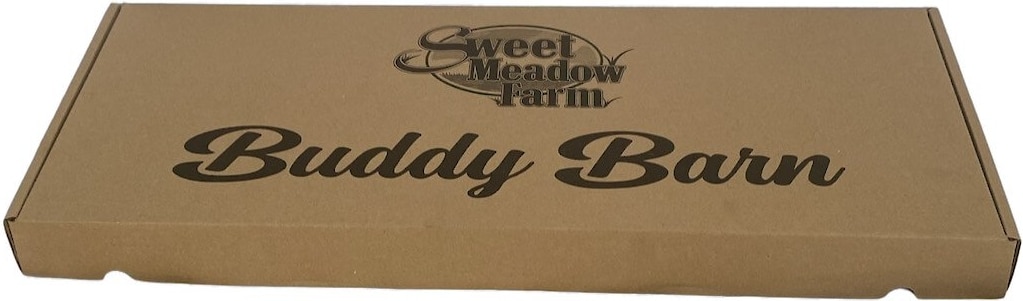 Sweet
Meadow
Farm
Buddy Barn